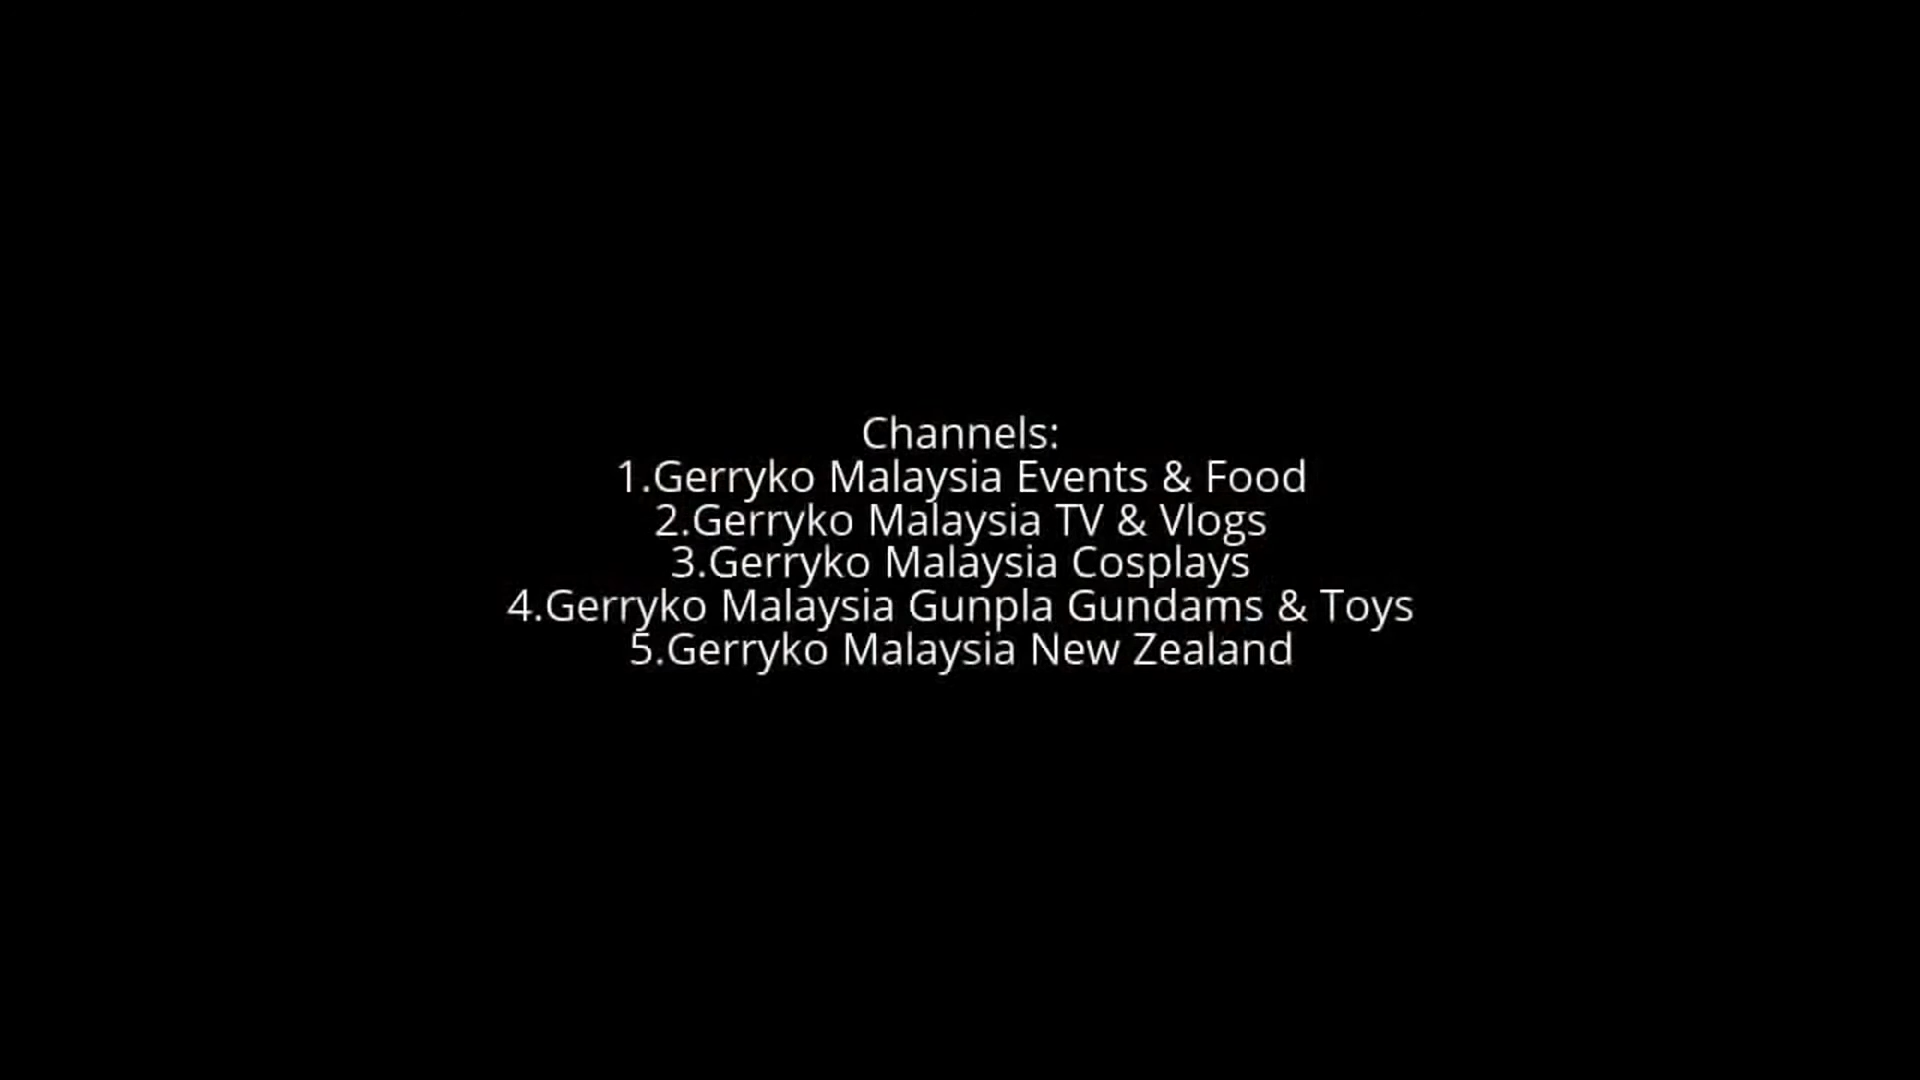 Channels:
1.Gerryko Malaysia Events & Food
2.Gerryko Malaysia TV & Vlogs
3.Gerryko Malaysia Cosplays
4.Gerryko Malaysia Gunpla Gundams & Toys
5.Gerryko Malaysia New Zealand